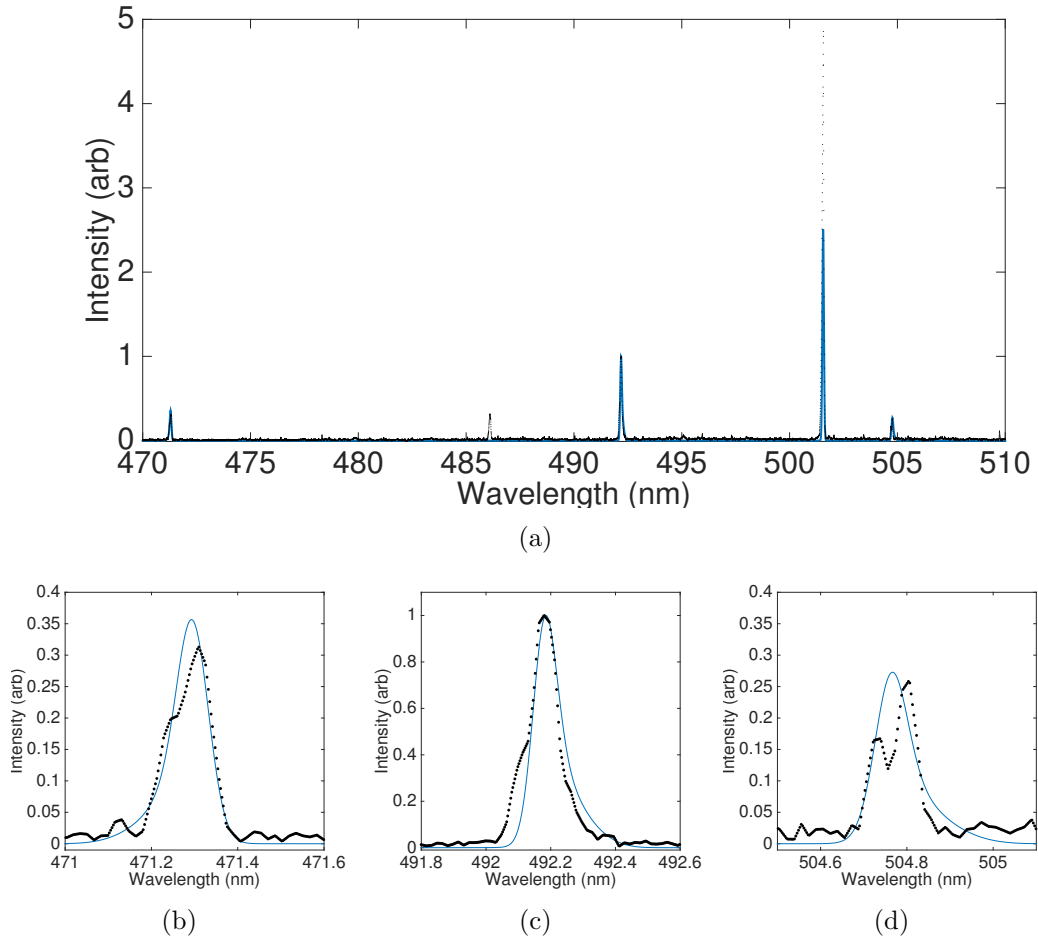 5
4
3
2
1
0
Intensity (arb)
470 475 480 485 490 495 500 505 510
Wavelength (nm)
(a)
0.4
0.35
0.3
0.25
0.2
0.15
0.1
0.05
0
Intensity (arb)
471 471.2 471.4 471.6
Wavelength (nm)
(b)
1
0.8
0.6
0.4
0.2
0
Intensity (arb)
491.8 492 492.2 492.4 492.6
Wavelength (nm)
(c)
0.4
0.35
0.3
0.25
0.2
0.15
0.1
0.05
0
Intensity (arb)
504.6 504.8 505
Wavelength (nm)
(d)